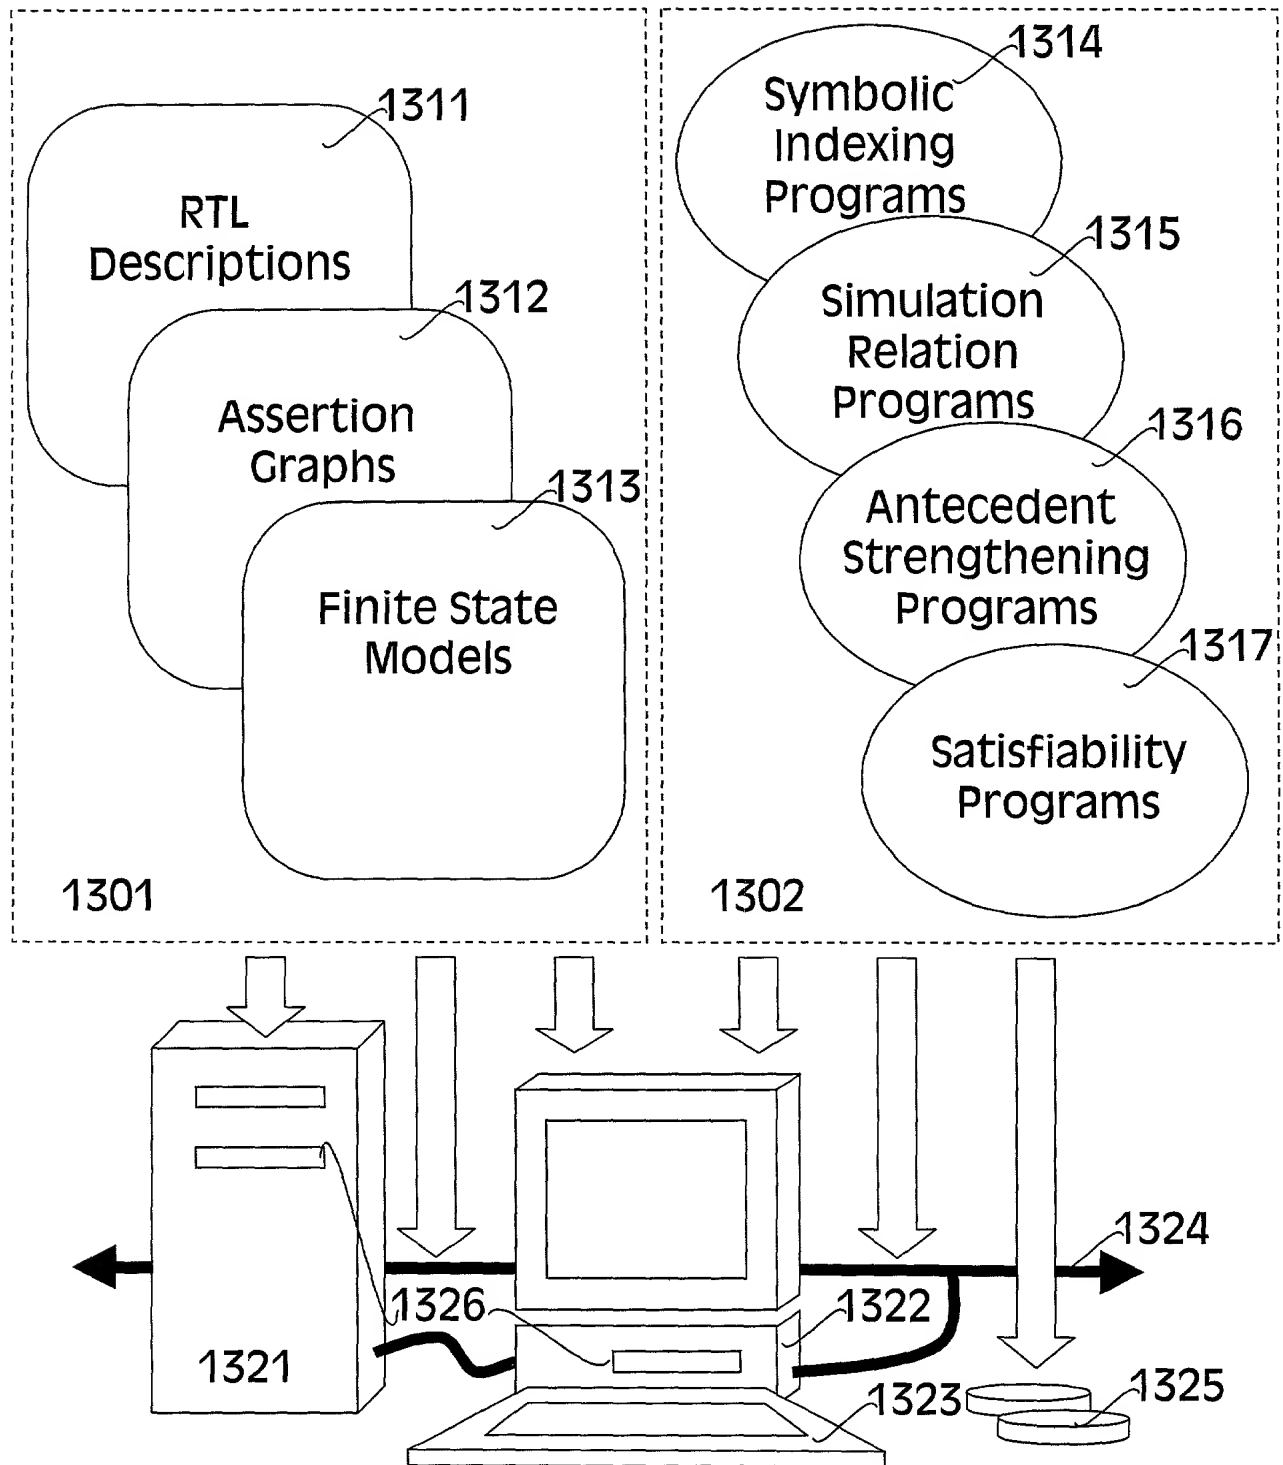 1311
RTL
Descriptions
1312
Assertion
Graphs
1313
Finite State
Models
1301
1314
Symbolic
Indexing
Programs
1315
Simulation
Relation
Programs
1316
Antecedent
Strengthening
Programs
1317
Satisfiability
Programs
1302
1324
1326
1322
1321
1323
1325